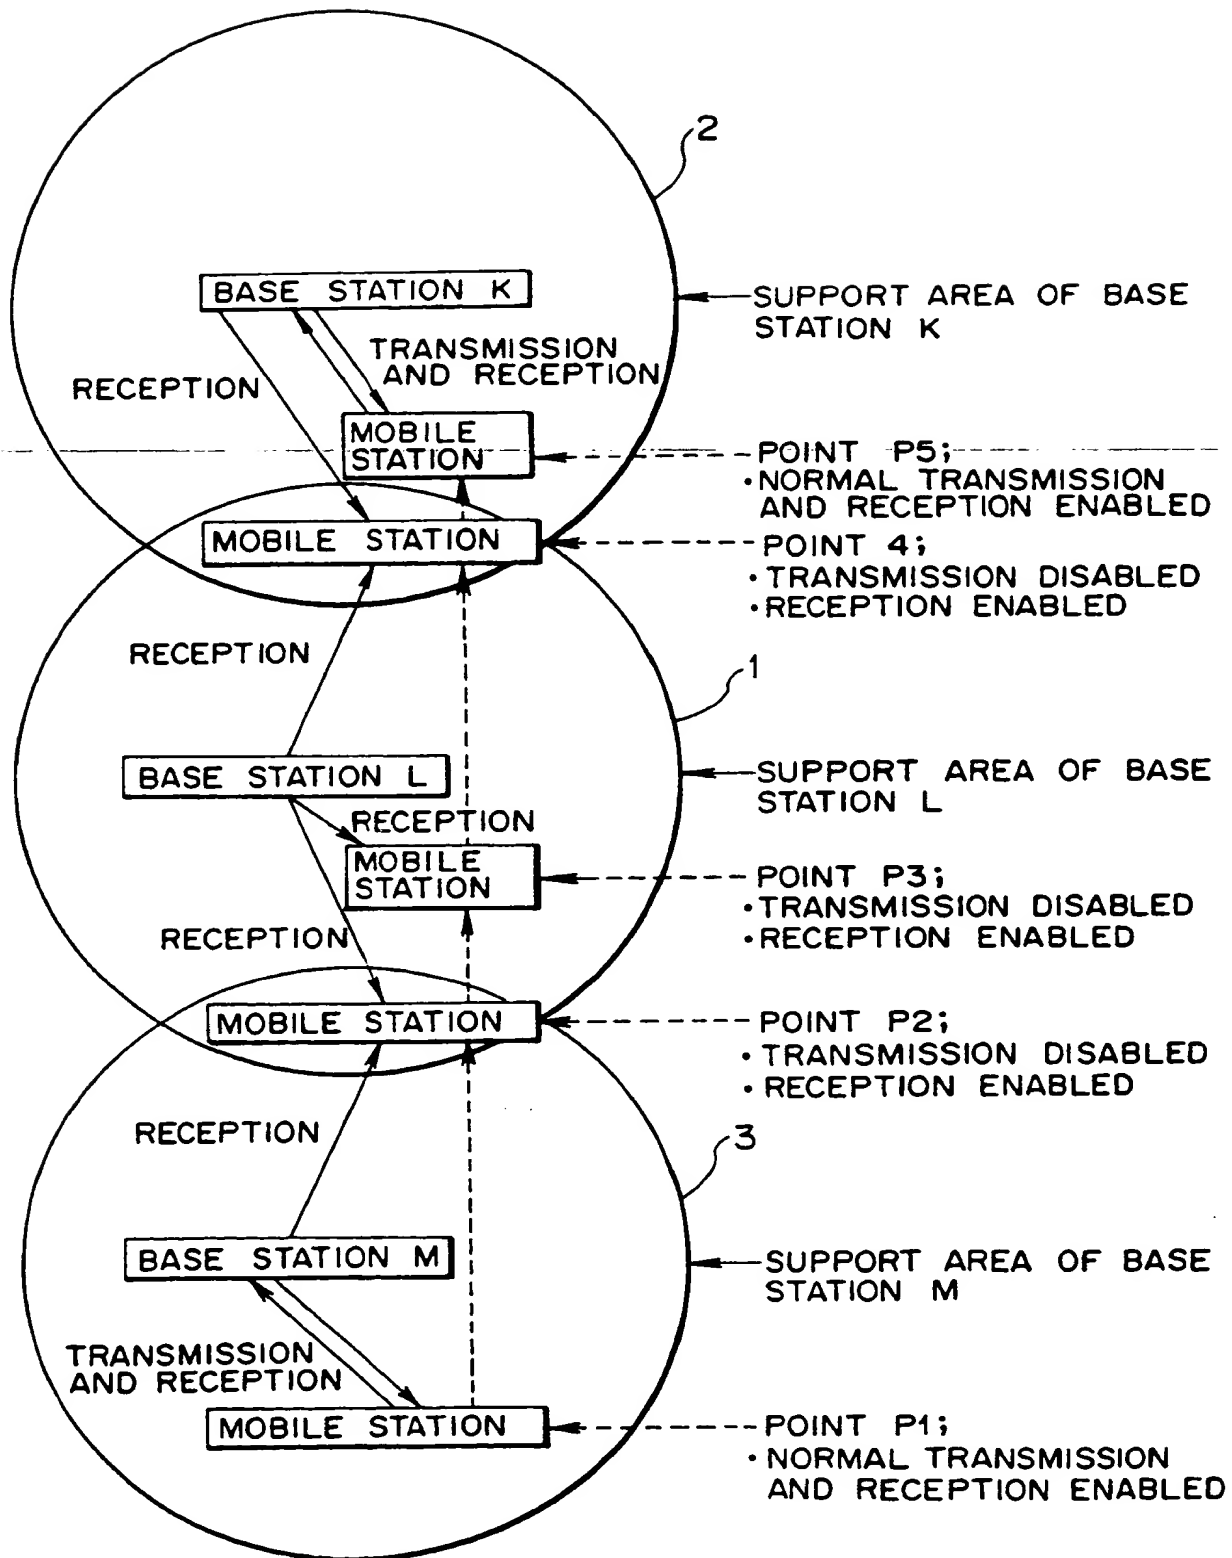 2
BASE STATION K
SUPPORT AREA OF BASE
STATION K
TRANSMISSION
AND RECEPTION
RECEPTION
MOBILE
STATION
POINT P5;
・NORMAL TRANSMISSION
AND RECEPTION ENABLED
MOBILE STATION
POINT 4;
・TRANSMISSION DISABLED
・RECEPTION ENABLED
RECEPTION
1
BASE STATION L
SUPPORT AREA OF BASE
STATION L
RECEPTION
MOBILE
STATION
POINT P3;
・TRANSMISSION DISABLED
・RECEPTION ENABLED
RECEPTION
MOBILE STATION
POINT P2;
・TRANSMISSION DISABLED
・RECEPTION ENABLED
RECEPTION
3
BASE STATION M
SUPPORT AREA OF BASE
STATION M
TRANSMISSION
AND RECEPTION
MOBILE STATION
POINT P1;
・NORMAL TRANSMISSION
AND RECEPTION ENABLED